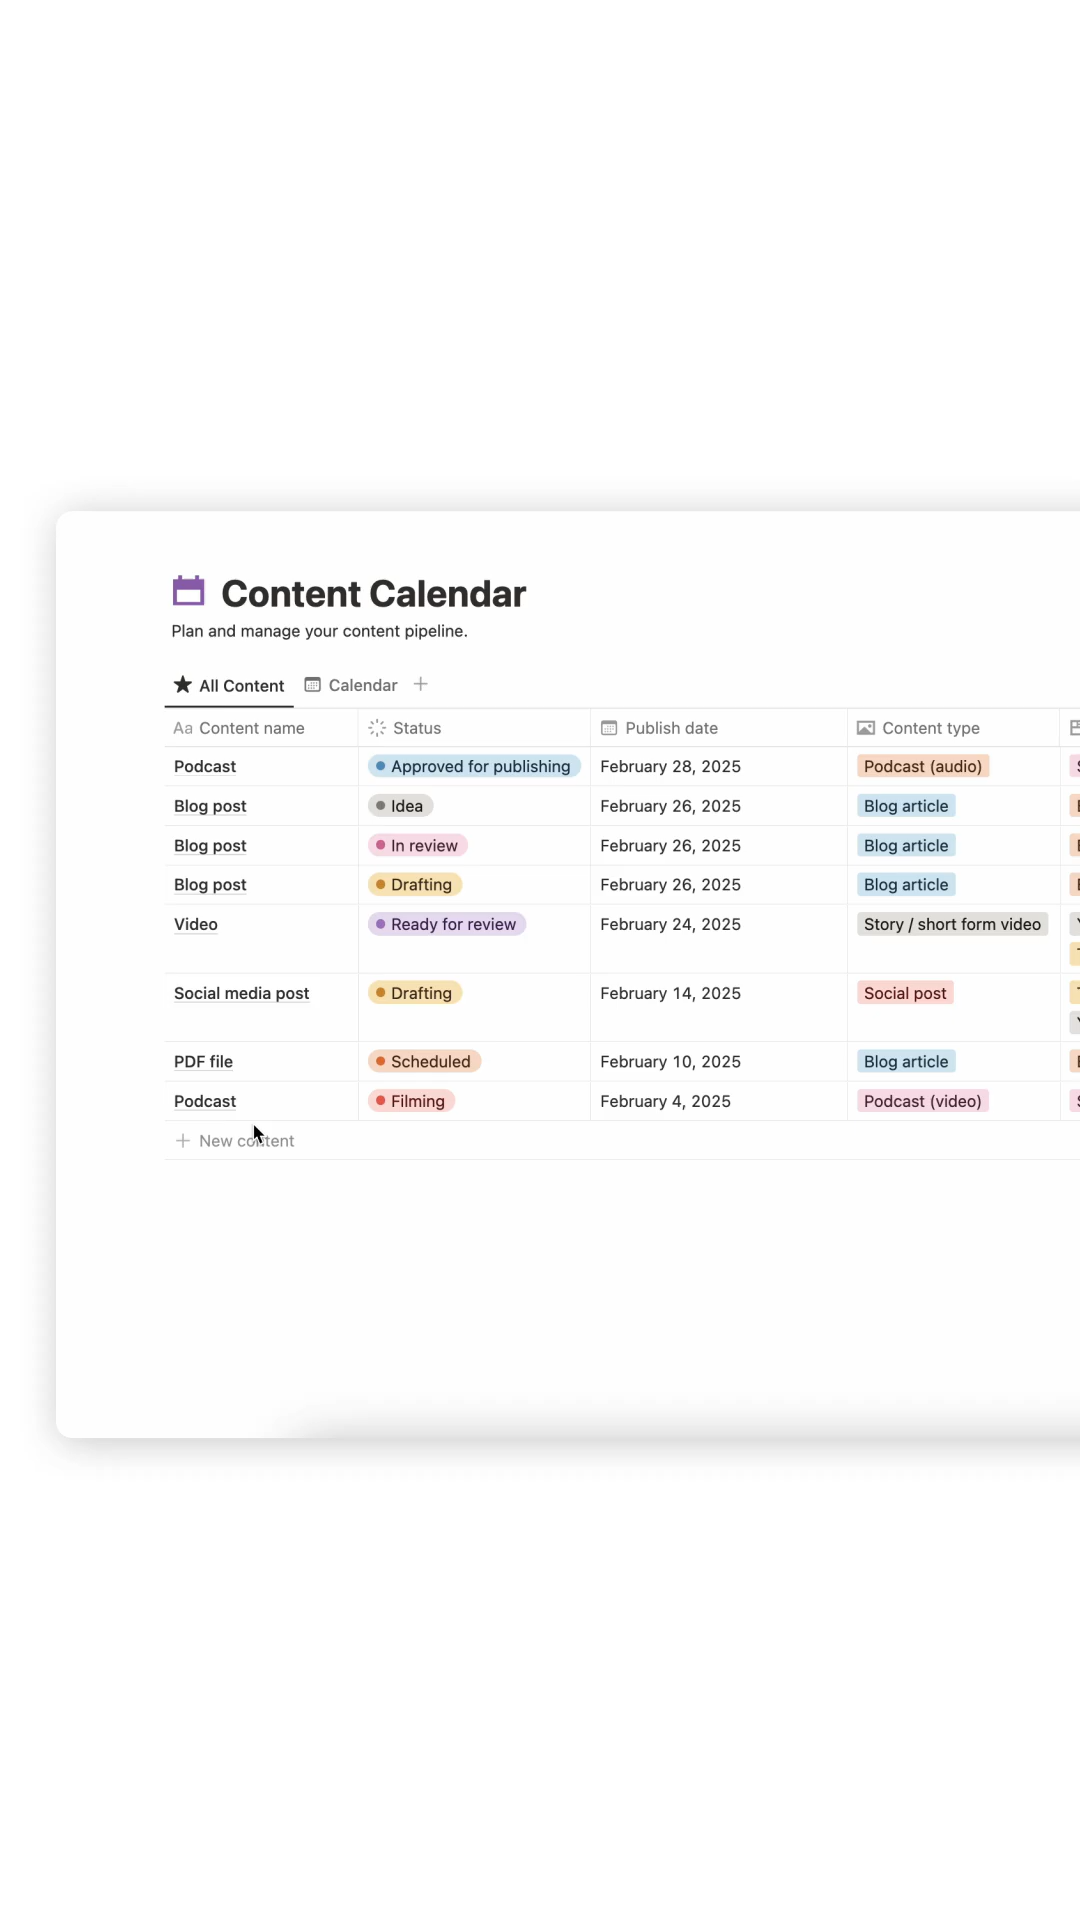 Content Calendar
Plan and manage your content pipeline.
All Content Calendar
Aa Content name Status Publish date Content type
Podcast Approved for publishing February 28, 2025 Podcast (audio)
Blog post Idea February 26, 2025 Blog article
Blog post In review February 26, 2025 Blog article
Blog post Drafting February 26, 2025 Blog article
Video Ready for review February 24, 2025 Story / short form video
Social media post Drafting February 14, 2025 Social post
PDF file Scheduled February 10, 2025 Blog article
Podcast Filming February 4, 2025 Podcast (video)
New content